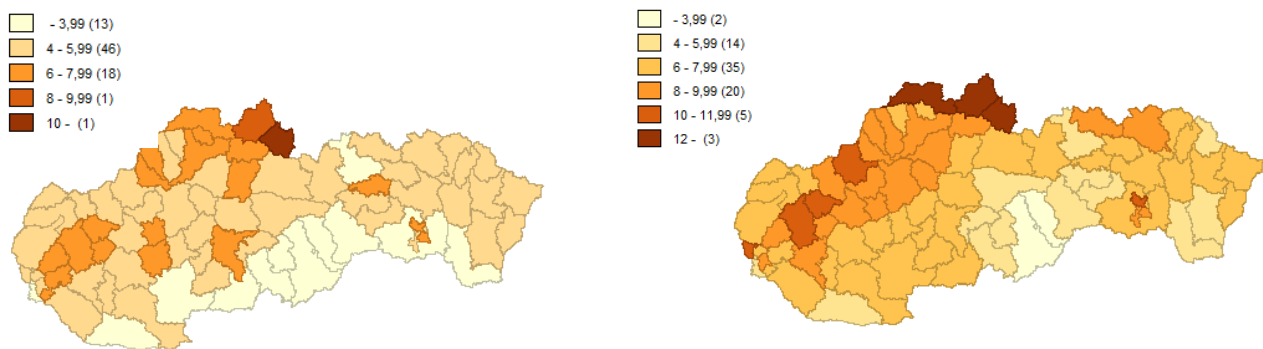 - 3,99 (13)
4 - 5,99 (46)
6 - 7,99 (18)
8 - 9,99 (1)
10 - (1)
- 3,99 (2)
4 - 5,99 (14)
6 - 7,99 (35)
8 - 9,99 (20)
10 - 11,99 (5)
12 - (3)